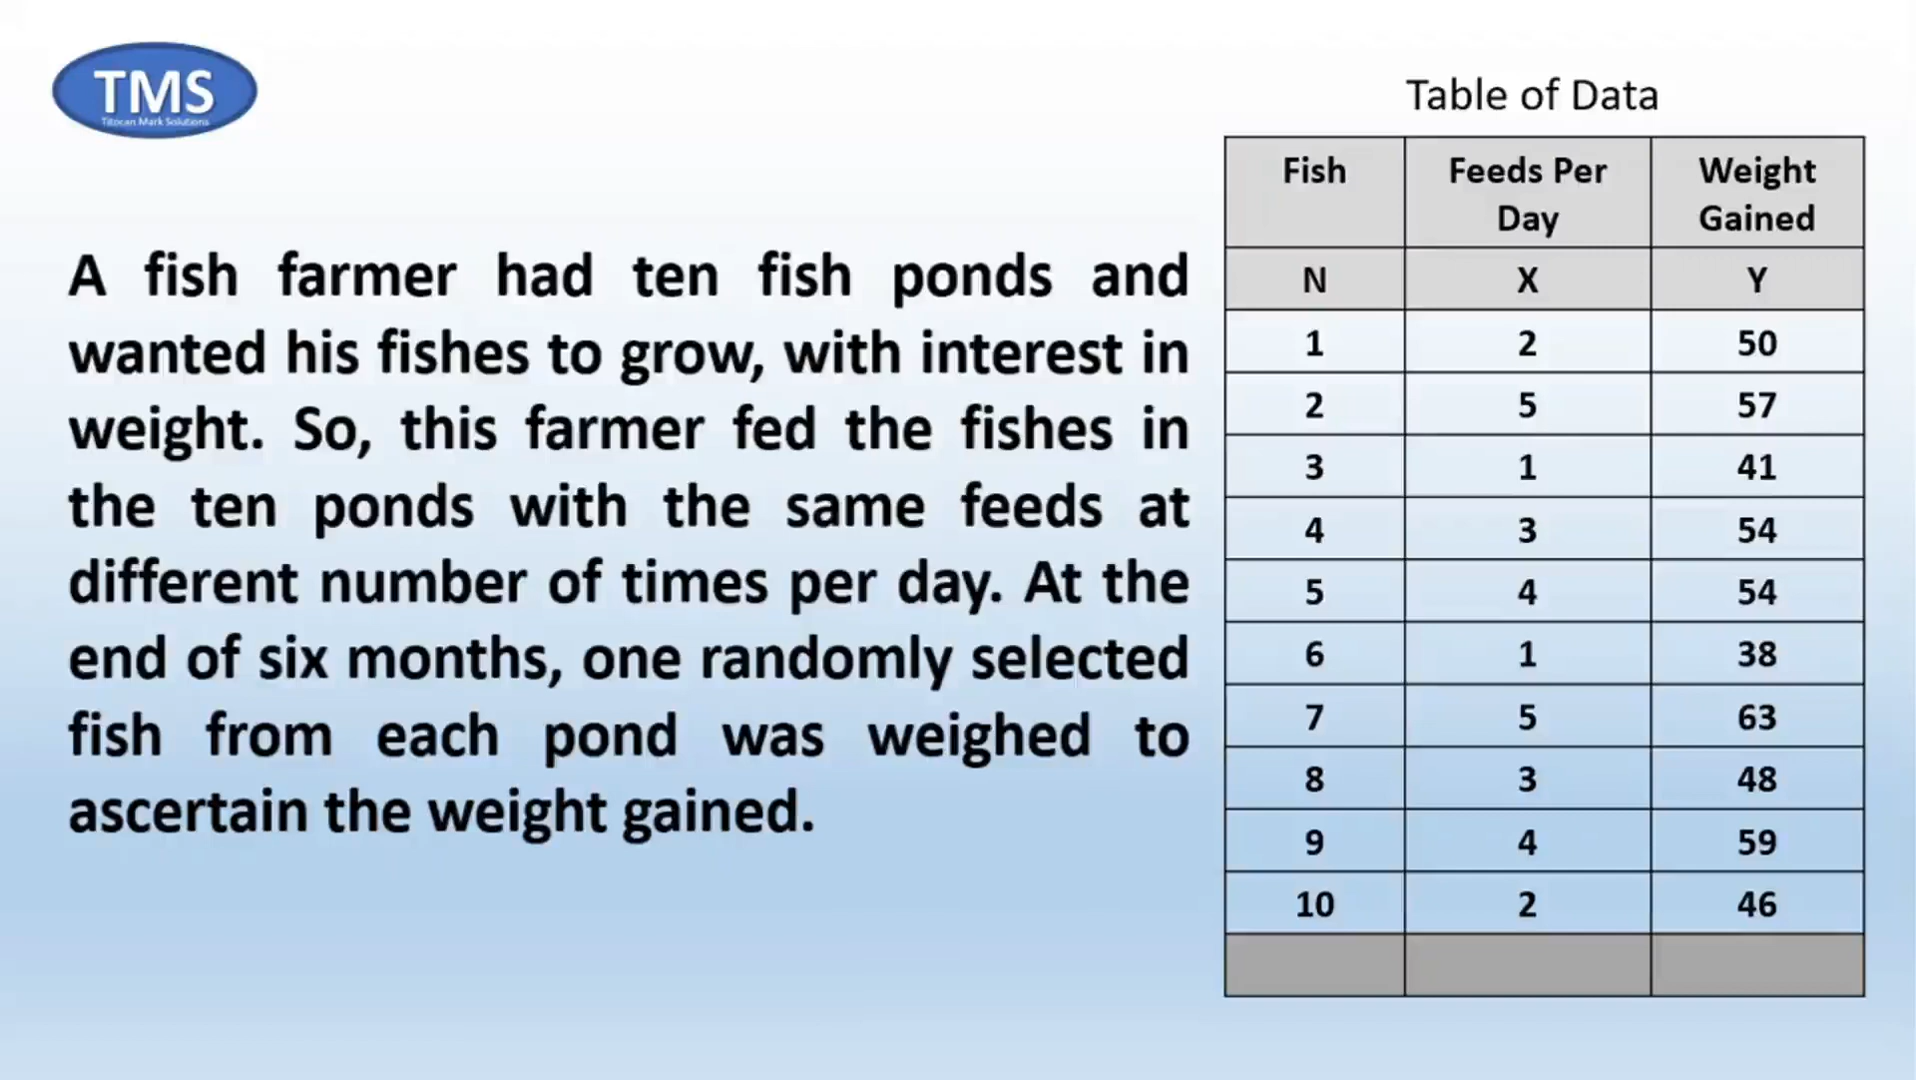 TMS
Titocan Mark Solutions
A fish farmer had ten fish ponds and
wanted his fishes to grow, with interest in
weight. So, this farmer fed the fishes in
the ten ponds with the same feeds at
different number of times per day. At the
end of six months, one randomly selected
fish from each pond was weighed to
ascertain the weight gained.
Table of Data
Fish Feeds Per Day Weight Gained
N X Y
1 2 50
2 5 57
3 1 41
4 3 54
5 4 54
6 1 38
7 5 63
8 3 48
9 4 59
10 2 46